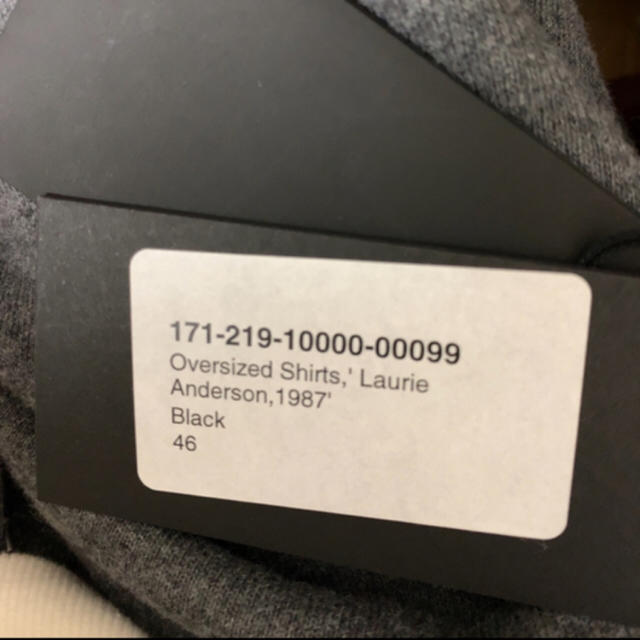 171-219-10000-00099
Oversized Shirts,' Laurie
Anderson,1987'
Black
46